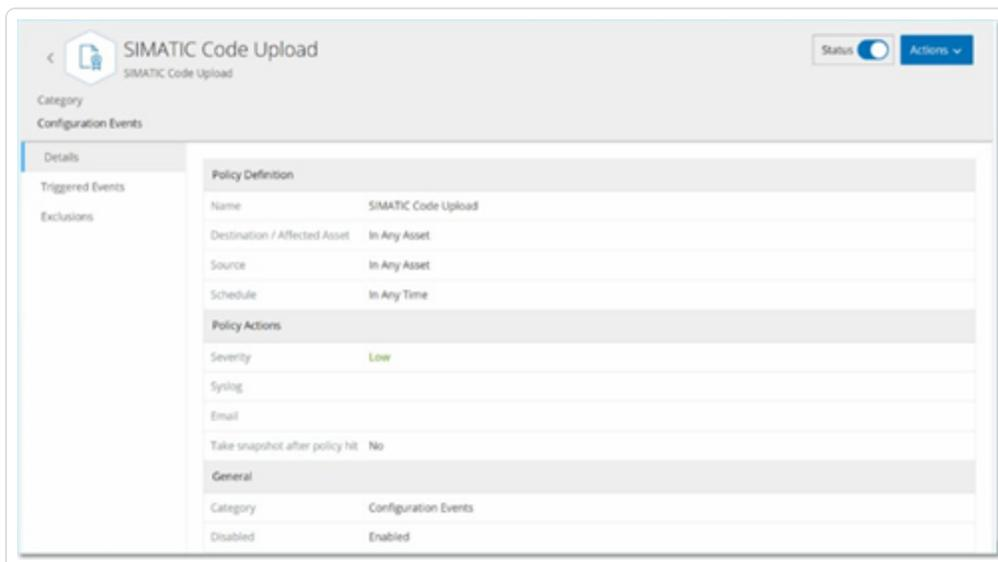 SIMATIC Code Upload
SIMATIC Code Upload
Status
Actions
Category
Configuration Events
Details
Triggered Events
Exclusions
Policy Definition
Name SIMATIC Code Upload
Destination / Affected Asset In Any Asset
Source In Any Asset
Schedule In Any Time
Policy Actions
Severity Low
Syslog
Email
Take snapshot after policy hit No
General
Category Configuration Events
Disabled Enabled